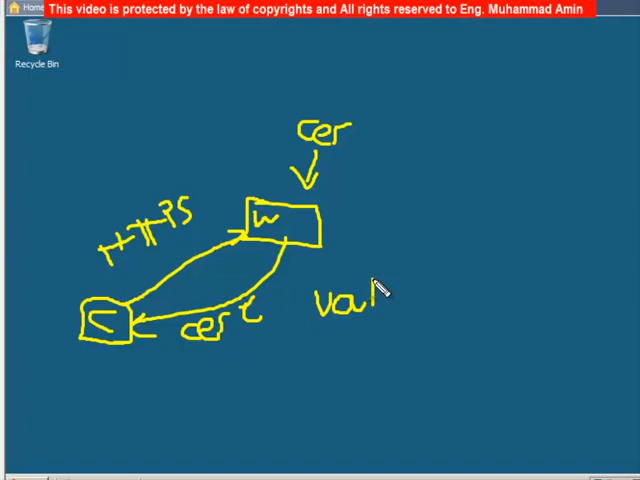 Home
This video is protected by the law of copyrights and All rights reserved to Eng. Muhammad Amin
Recycle Bin
cer
HTTPS
W
C
cert
val